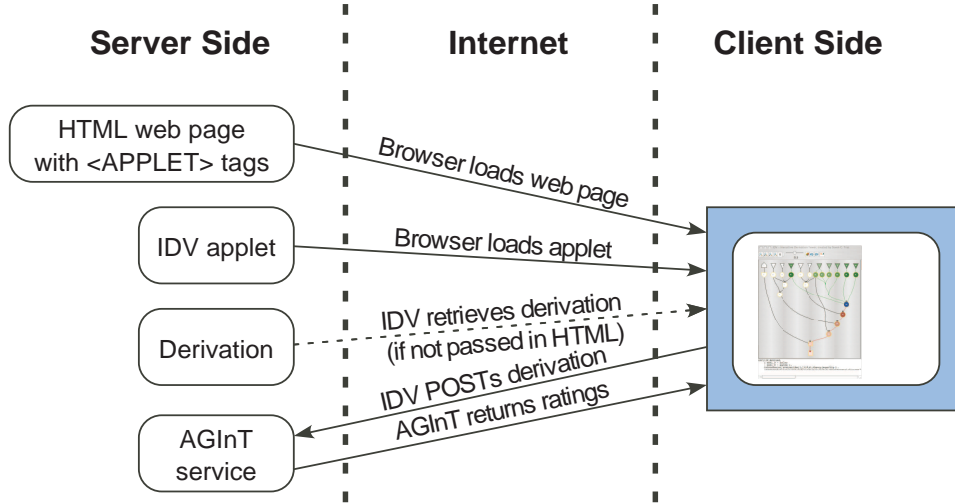 Server Side
Internet
Client Side
HTML web page
with <APPLET> tags
Browser loads web page
IDV applet
Browser loads applet
Derivation
IDV retrieves derivation
(if not passed in HTML)
IDV POSTs derivation
AGInT returns ratings
AGInT
service